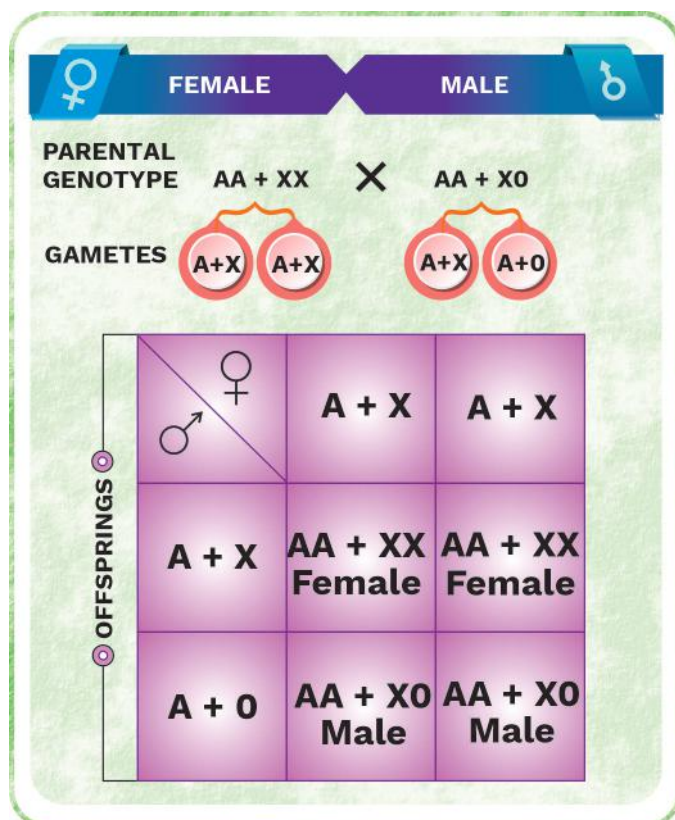 FEMALE MALE
PARENTAL
GENOTYPE AA + XX X AA + X0
GAMETES A+X A+X A+X A+0
A + X A + X
OFFSPRINGS
A + X AA + XX AA + XX
Female Female
A + 0 AA + X0 AA + X0
Male Male